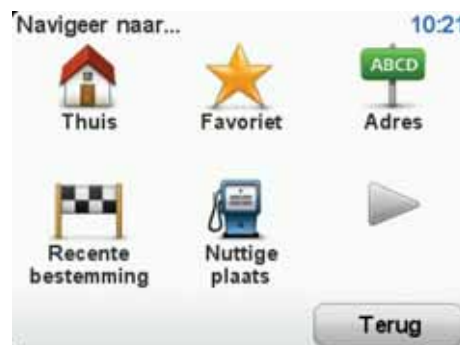 Navigeer naar...
10:21
ABCD
Thuis
Favoriet
Adres
Recente
bestemming
Nuttige
plaats
Terug